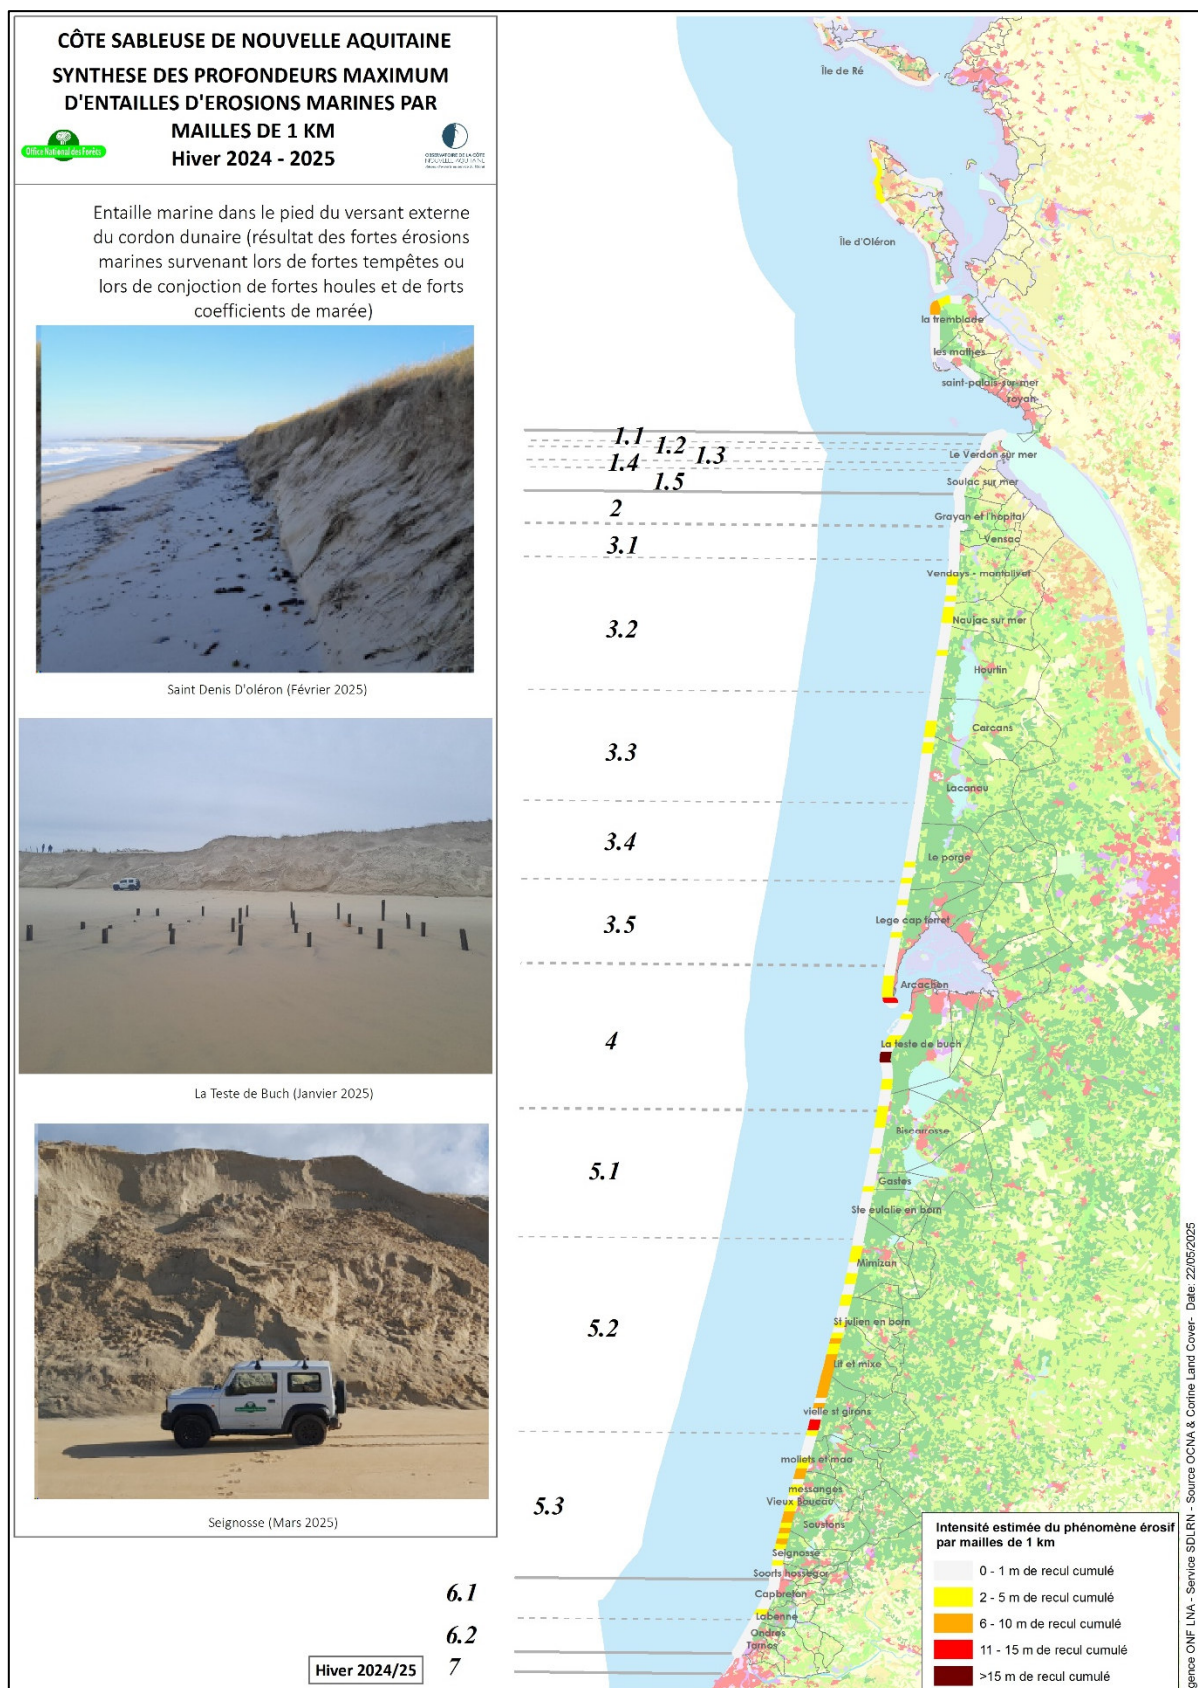 CÔTE SABLEUSE DE NOUVELLE AQUITAINE
SYNTHESE DES PROFONDEURS MAXIMUM
D'ENTAILLES D'EROSIONS MARINES PAR
MAILLES DE 1 KM
Hiver 2024 - 2025
Office National des Forêts
OBSERVATOIRE DE LA CÔTE
NOUVELLE-AQUITAINE
Entaille marine dans le pied du versant externe
du cordon dunaire (résultat des fortes érosions
marines survenant lors de fortes tempêtes ou
lors de conjoction de fortes houles et de forts
coefficients de marée)
Saint Denis D'oléron (Février 2025)
La Teste de Buch (Janvier 2025)
Seignosse (Mars 2025)
Île de Ré
Île d'Oléron
la tremblade
les mathes
saint-palais-sur-mer
royan
1.1
1.2
1.3
1.4
1.5
2
3.1
3.2
3.3
3.4
3.5
4
5.1
5.2
5.3
6.1
6.2
7
Le Verdon sur mer
Soulac sur mer
Grayan et l'hopital
Vensac
Vendays - montalivet
Naujac sur mer
Hourtin
Carcans
Lacanau
Le porge
Lege cap ferret
Arcachon
La teste de buch
Biscarrosse
Gastes
Ste eulalie en born
Mimizan
St julien en born
Lit et mixe
vielle st girons
moliets et maa
messanges
Vieux Boucau
Soustons
Seignosse
Soorts hossegor
Capbreton
Labenne
Ondres
Tarnos
Hiver 2024/25
Intensité estimée du phénomène érosif
par mailles de 1 km
0 - 1 m de recul cumulé
2 - 5 m de recul cumulé
6 - 10 m de recul cumulé
11 - 15 m de recul cumulé
>15 m de recul cumulé
gence ONF LNA - Service SDLRN - Source OCNA & Corine Land Cover- Date: 22/05/2025